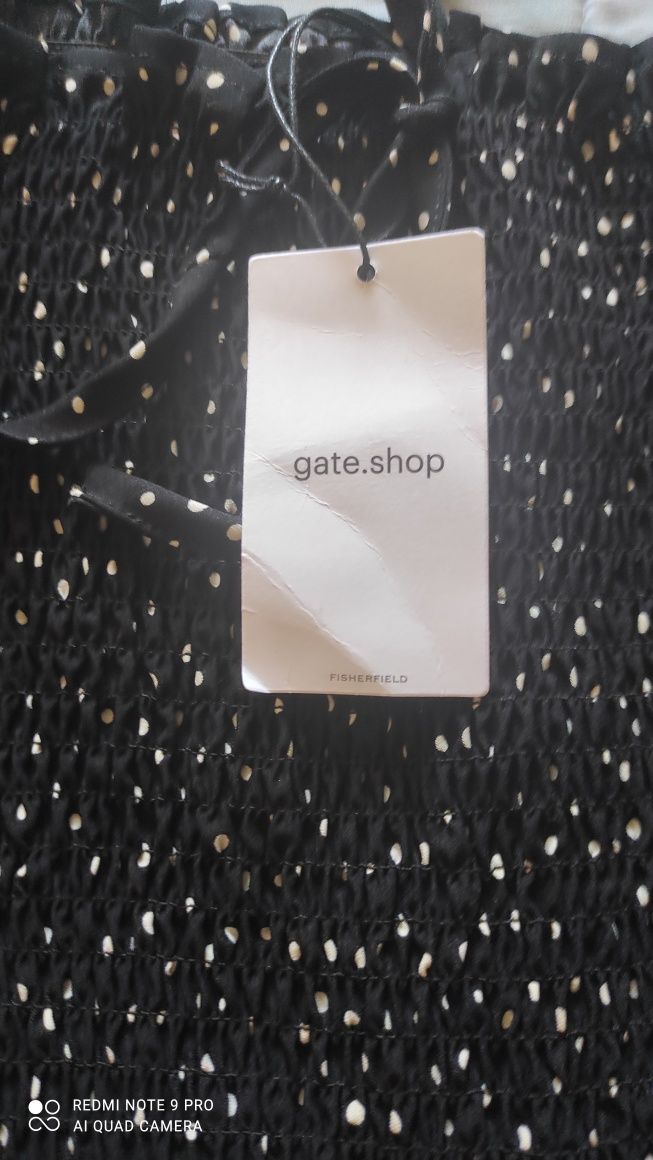 gate.shop
FISHERFIELD
REDMI NOTE 9 PRO
AI QUAD CAMERA